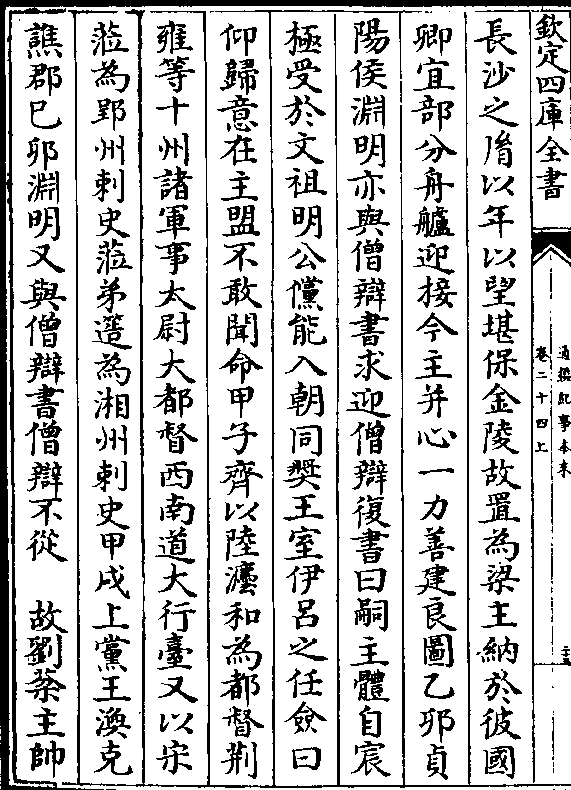 欽定四庫全書
通鑑紀事本末
卷二十四上
長沙之𦙍以年以望堪保金陵故置為梁主納於彼國
卿宜部分舟艫迎接今主并心一力善建良圖乙卯貞
陽侯淵明亦與僧辯書求迎僧辯復書曰嗣主體自宸
極受於文祖明公儻能入朝同奬王室伊吕之任僉曰
仰歸意在主盟不敢聞命甲子齊以陸灋和為都督荆
雍等十州諸軍事太尉大都督西南道大行臺又以宋
蒞為郢州刺史蒞弟簉為湘州刺史甲戌上黨王渙克
譙郡己卯淵明又與僧辯書僧辯不從　故劉棻主帥